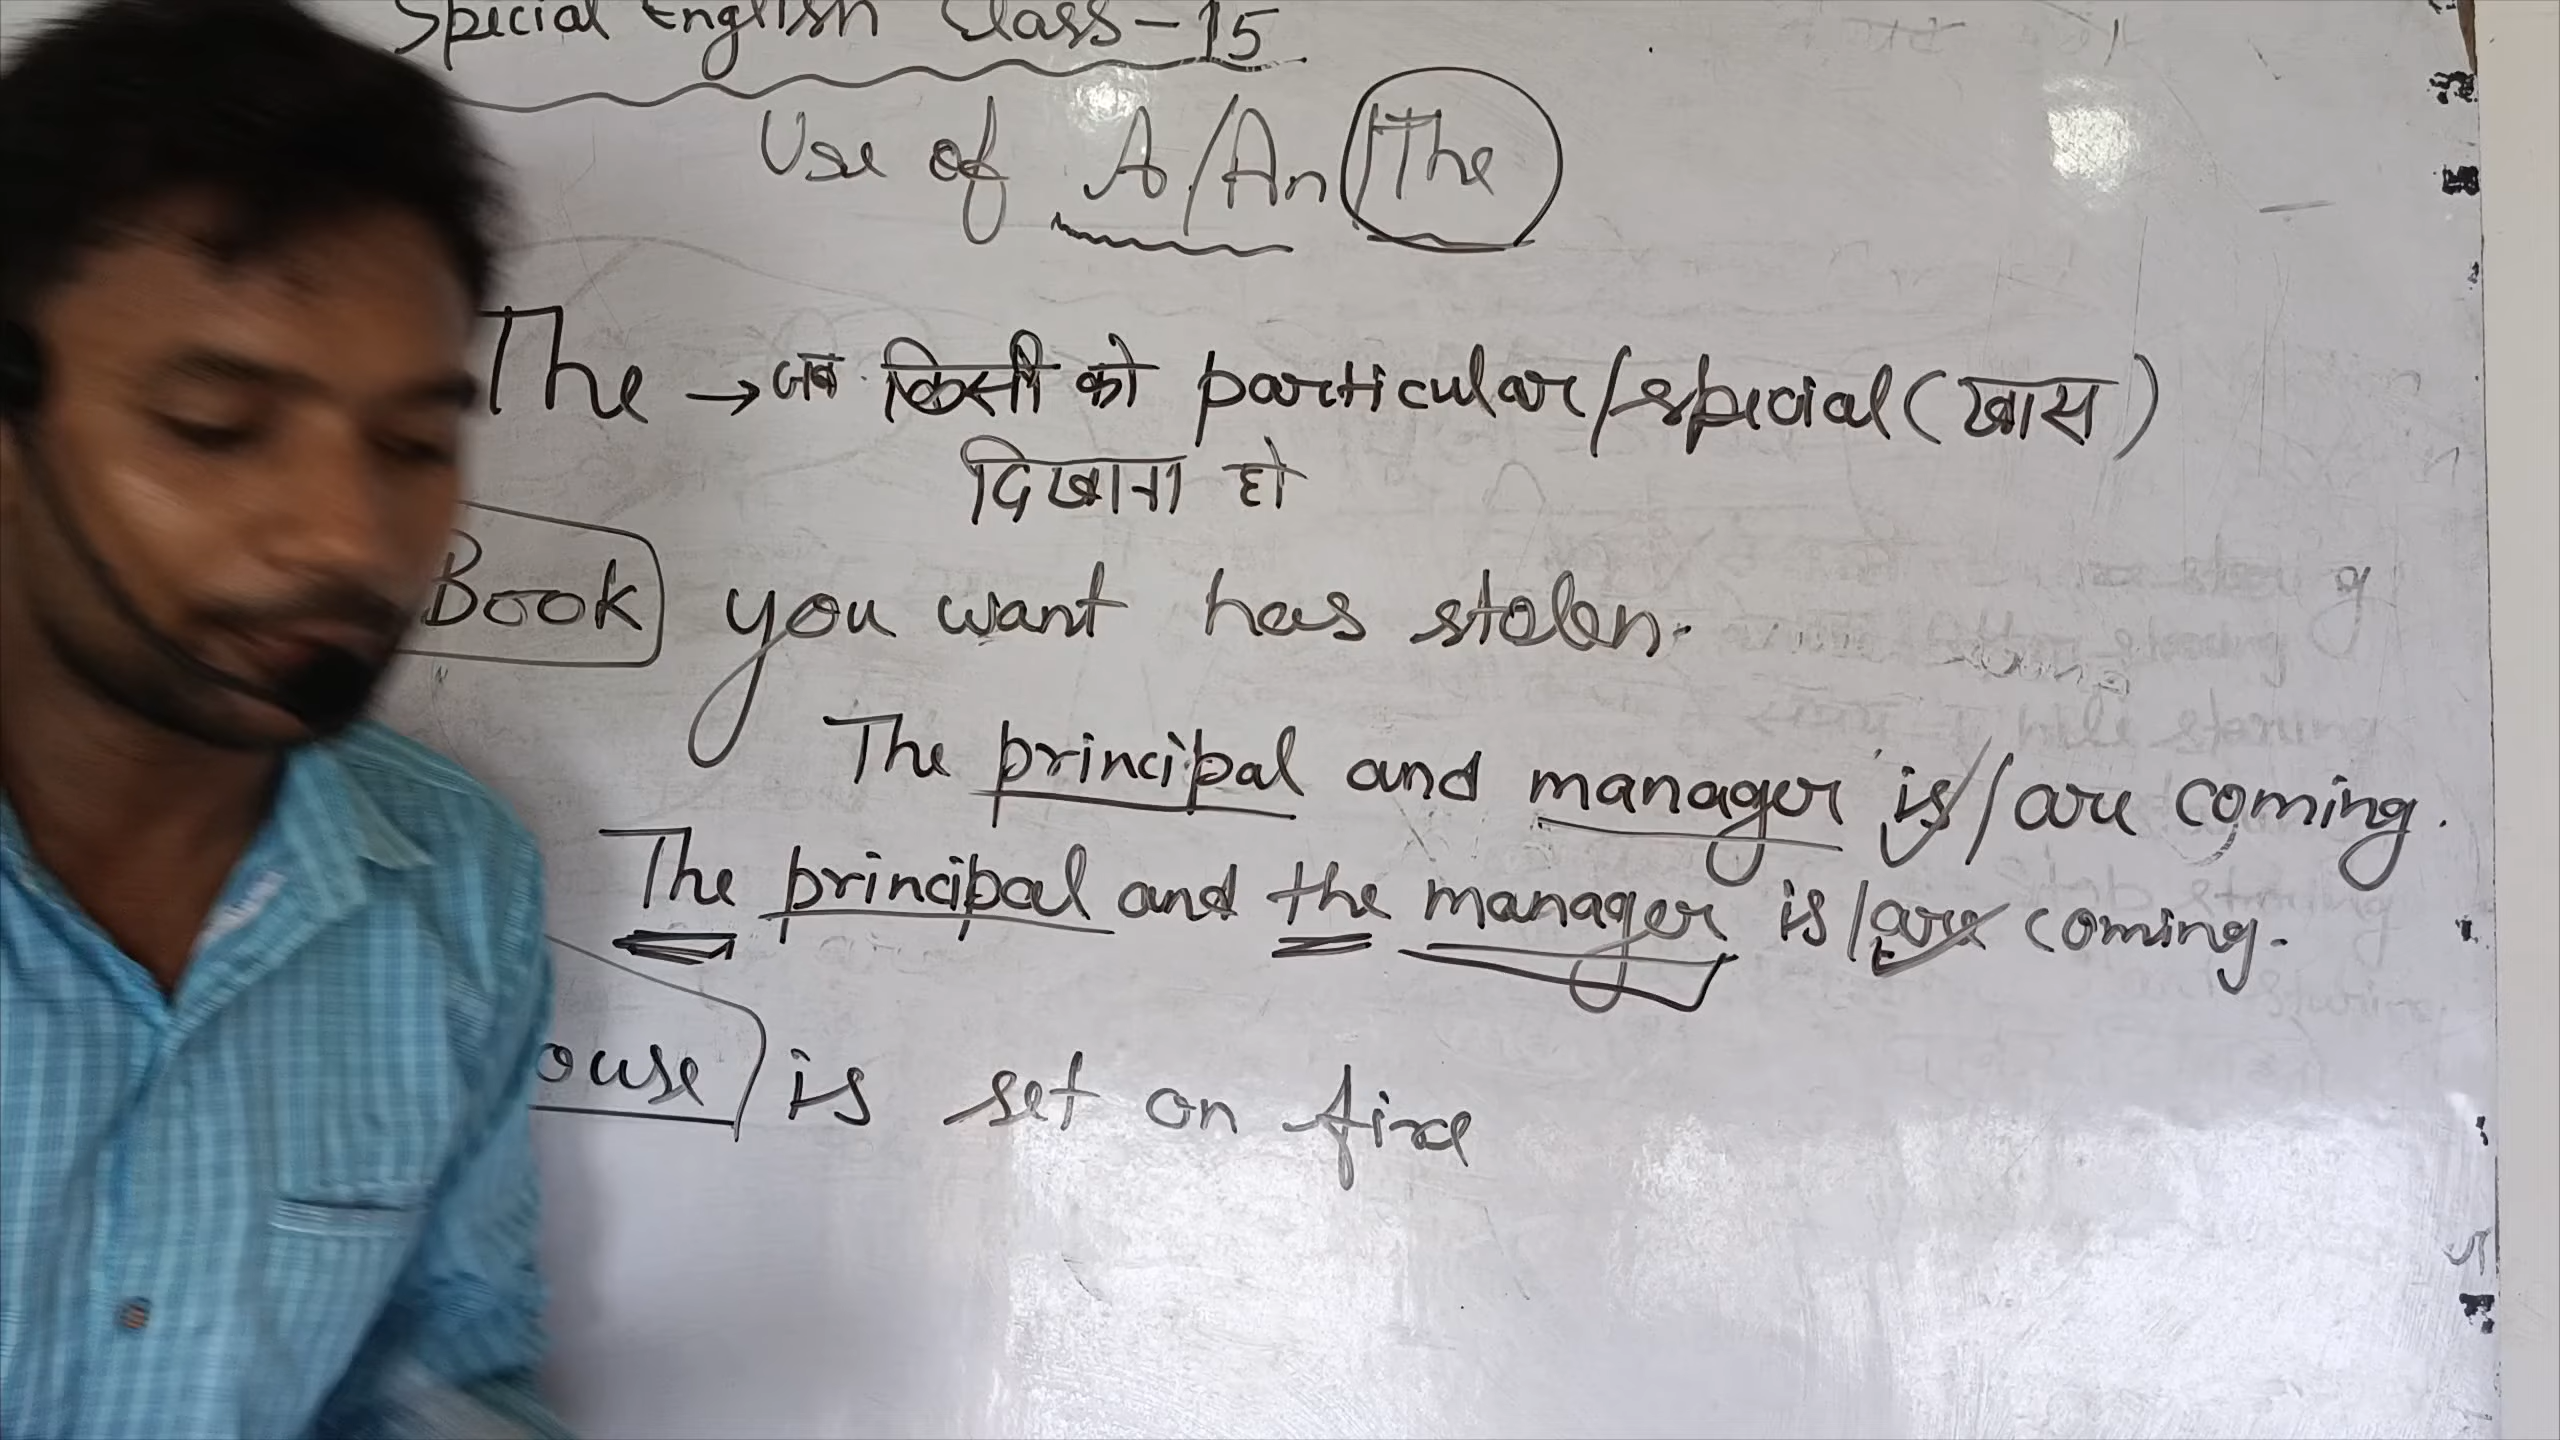 Special English Class-15
Use of A/An/The
The → जब किसी को particular/special (खास)
दिखाना हो
Book you want has stolen.
The principal and manager is/are coming.
The principal and the manager is/are coming.
ouse is set on fire